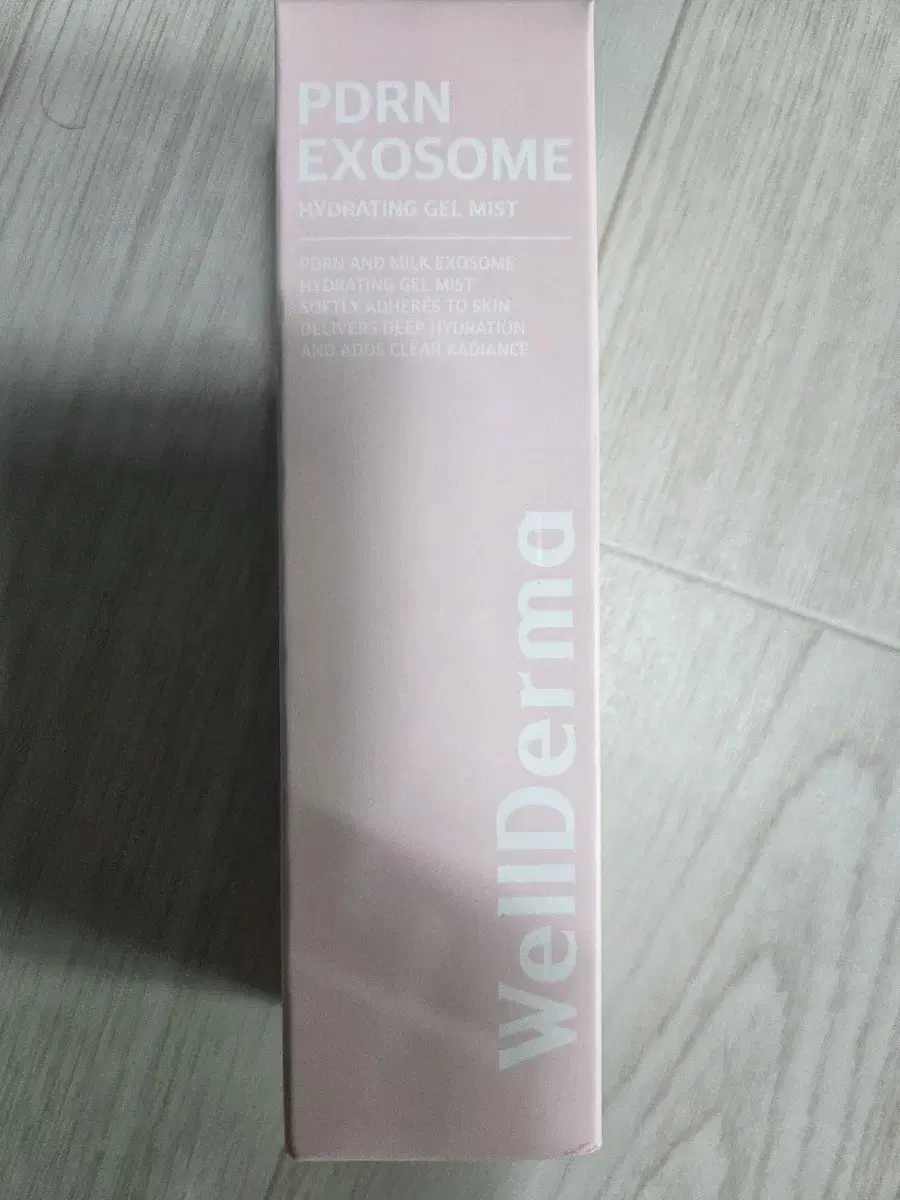 PDRN
EXOSOME
HYDRATING GEL MIST
PDRN AND MILK EXOSOME
HYDRATING GEL MIST
SOFTLY ADHERES TO SKIN
DELIVERS DEEP HYDRATION
AND ADDS CLEAR RADIANCE
WellDerma